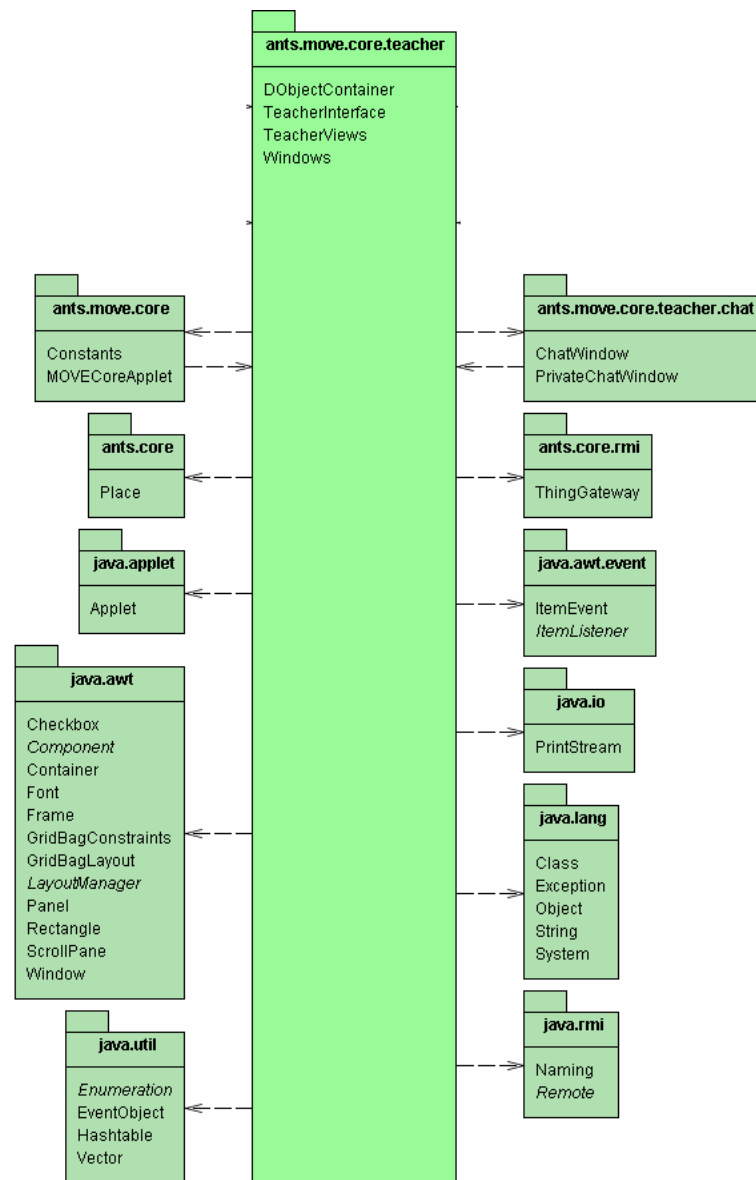 ants.move.core.teacher
DObjectContainer
TeacherInterface
TeacherViews
Windows
ants.move.core
Constants
MOVECoreApplet
ants.move.core.teacher.chat
ChatWindow
PrivateChatWindow
ants.core
Place
ants.core.rmi
ThingGateway
java.applet
Applet
java.awt.event
ItemEvent
ItemListener
java.awt
Checkbox
Component
Container
Font
Frame
GridBagConstraints
GridBagLayout
LayoutManager
Panel
Rectangle
ScrollPane
Window
java.io
PrintStream
java.lang
Class
Exception
Object
String
System
java.util
Enumeration
EventObject
Hashtable
Vector
java.rmi
Naming
Remote